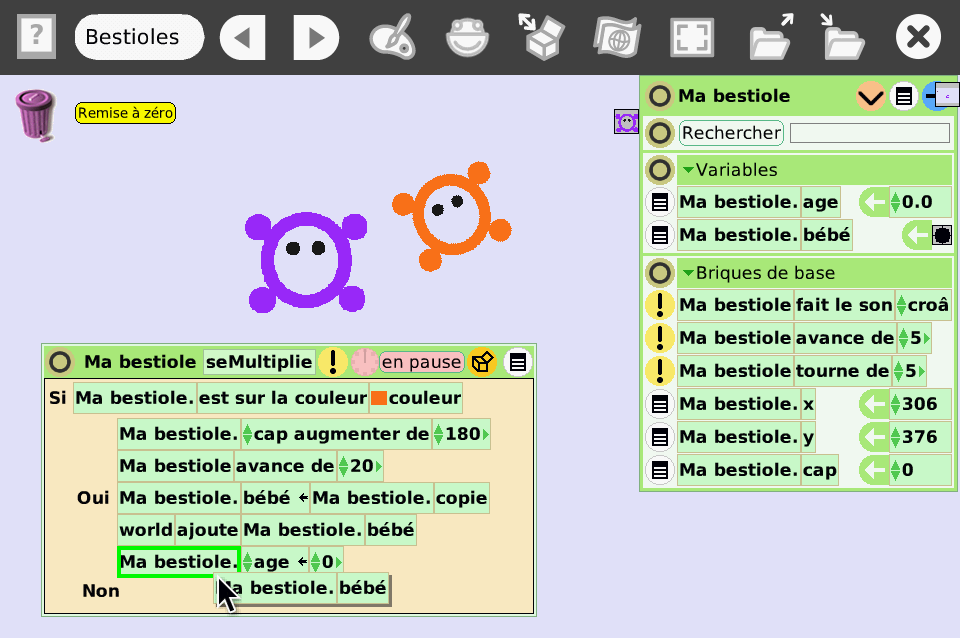 ? Bestioles
Remise à zéro
Ma bestiole
Rechercher
Variables
Ma bestiole. age 0.0
Ma bestiole. bébé
Briques de base
! Ma bestiole fait le son croâ
! Ma bestiole avance de 5
! Ma bestiole tourne de 5
Ma bestiole. x 306
Ma bestiole. y 376
Ma bestiole. cap 0
Ma bestiole seMultiplie ! en pause
Si Ma bestiole. est sur la couleur couleur
Ma bestiole. cap augmenter de 180
Ma bestiole avance de 20
Oui Ma bestiole. bébé ← Ma bestiole. copie
world ajoute Ma bestiole. bébé
Ma bestiole. age ← 0
Ma bestiole. bébé
Non